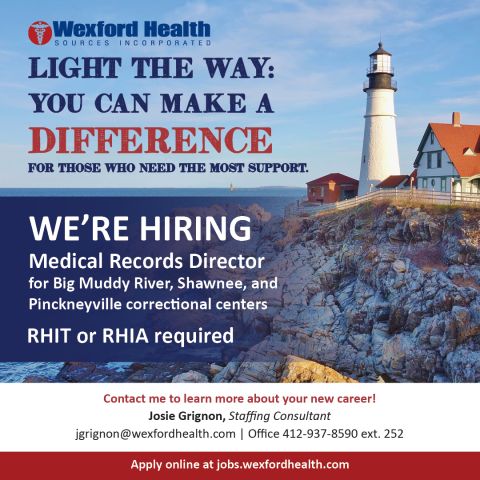 Wexford Health
SOURCES INCORPORATED
LIGHT THE WAY:
YOU CAN MAKE A
DIFFERENCE
FOR THOSE WHO NEED THE MOST SUPPORT.
WE'RE HIRING
Medical Records Director
for Big Muddy River, Shawnee, and
Pinckneyville correctional centers
RHIT or RHIA required
Contact me to learn more about your new career!
Josie Grignon, Staffing Consultant
jgrignon@wexfordhealth.com | Office 412-937-8590 ext. 252
Apply online at jobs.wexfordhealth.com